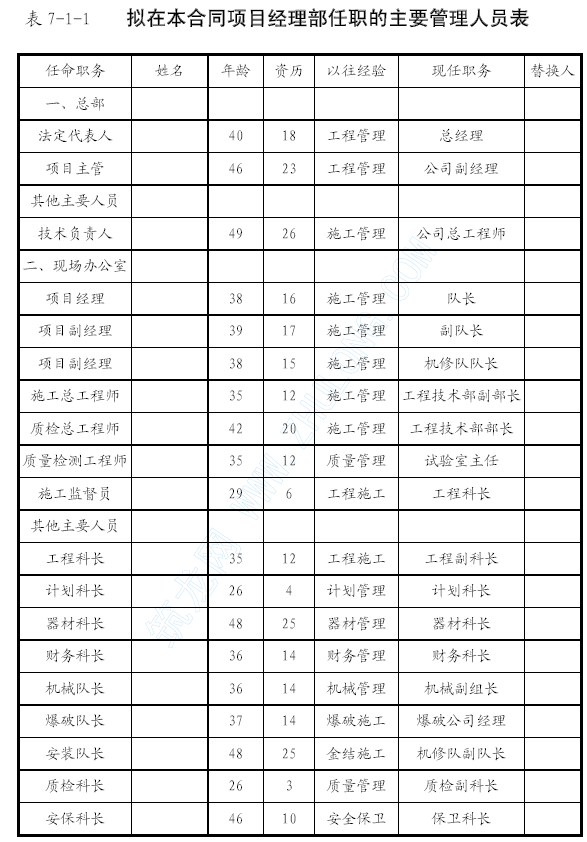 表 7-1-1 拟在本合同项目经理部任职的主要管理人员表
任命职务 姓名 年龄 资历 以往经验 现任职务 替换人
一、总部
法定代表人 40 18 工程管理 总经理
项目主管 46 23 工程管理 公司副经理
其他主要人员
技术负责人 49 26 施工管理 公司总工程师
二、现场办公室
项目经理 38 16 施工管理 队长
项目副经理 39 17 施工管理 副队长
项目副经理 38 15 施工管理 机修队队长
施工总工程师 35 12 施工管理 工程技术部副部长
质检总工程师 42 20 施工管理 工程技术部部长
质量检测工程师 35 12 质量管理 试验室主任
施工监督员 29 6 工程施工 工程科长
其他主要人员
工程科长 35 12 工程施工 工程副科长
计划科长 26 4 计划管理 计划科长
器材科长 48 25 器材管理 器材科长
财务科长 36 14 财务管理 财务科长
机械队长 36 14 机械管理 机械副组长
爆破队长 37 14 爆破施工 爆破公司经理
安装队长 48 25 金结施工 机修队副队长
质检科长 26 3 质量管理 质检副科长
安保科长 46 10 安全保卫 保卫科长